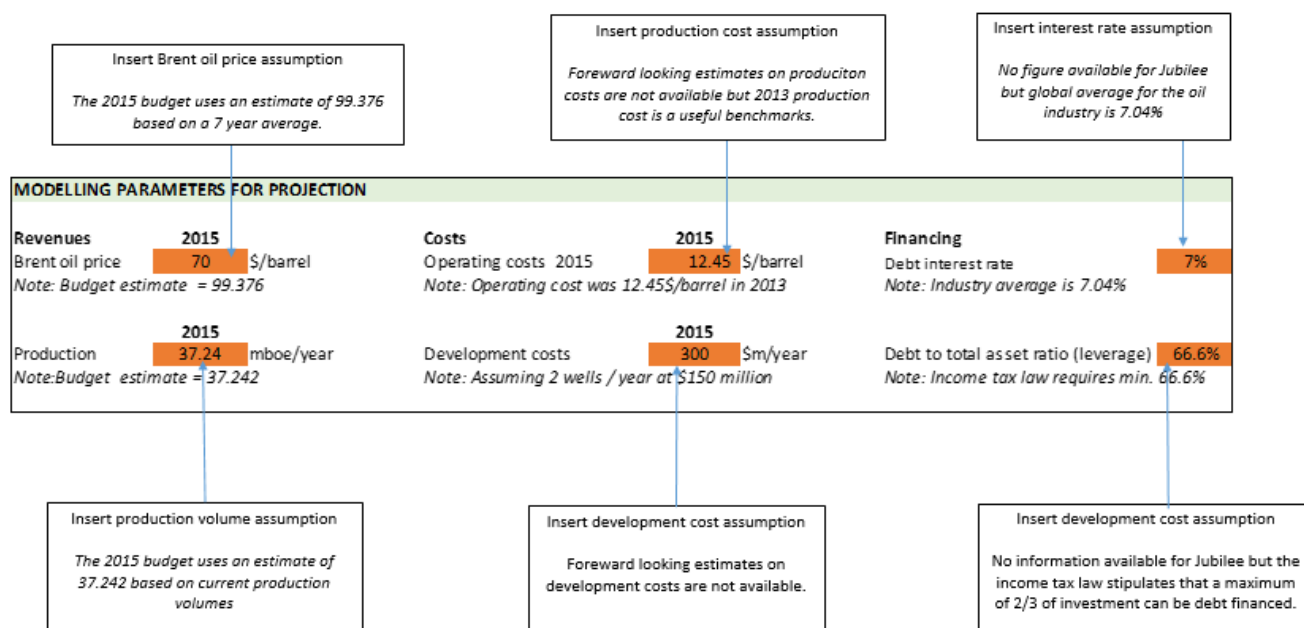 Insert Brent oil price assumption
The 2015 budget uses an estimate of 99.376
based on a 7 year average.
Insert production cost assumption
Foreward looking estimates on produciton
costs are not available but 2013 production
cost is a useful benchmarks.
Insert interest rate assumption
No figure available for Jubilee
but global average for the oil
industry is 7.04%
MODELLING PARAMETERS FOR PROJECTION
Revenues 2015
Brent oil price 70 $/barrel
Note: Budget estimate = 99.376
2015
Production 37.24 mboe/year
Note:Budget estimate = 37.242
Costs 2015
Operating costs 2015 12.45 $/barrel
Note: Operating cost was 12.45$/barrel in 2013
2015
Development costs 300 $m/year
Note: Assuming 2 wells / year at $150 million
Financing
Debt interest rate 7%
Note: Industry average is 7.04%
Debt to total asset ratio (leverage) 66.6%
Note: Income tax law requires min. 66.6%
Insert production volume assumption
The 2015 budget uses an estimate of
37.242 based on current production
volumes
Insert development cost assumption
Foreward looking estimates on
development costs are not available.
Insert development cost assumption
No information available for Jubilee but the
income tax law stipulates that a maximum
of 2/3 of investment can be debt financed.